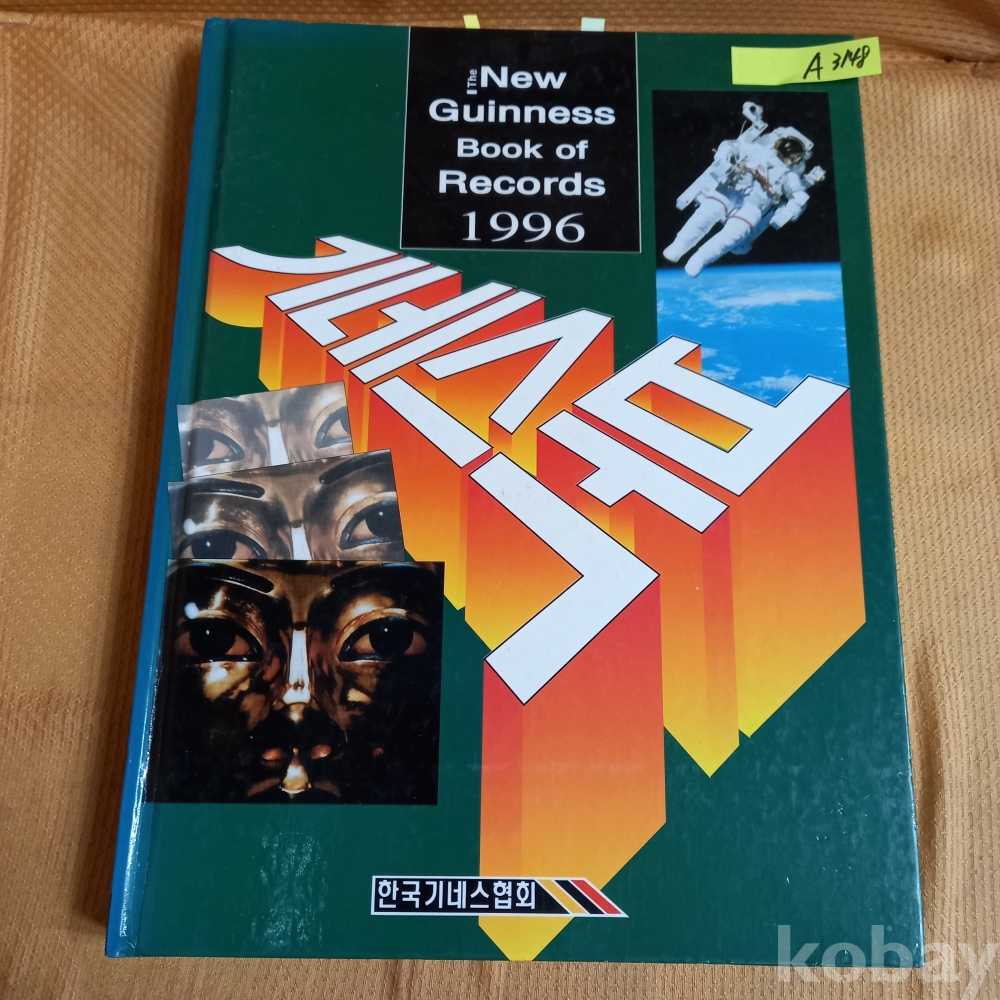 The New
Guinness
Book of
Records
1996
A 3148
기네스북
한국기네스협회
kobay